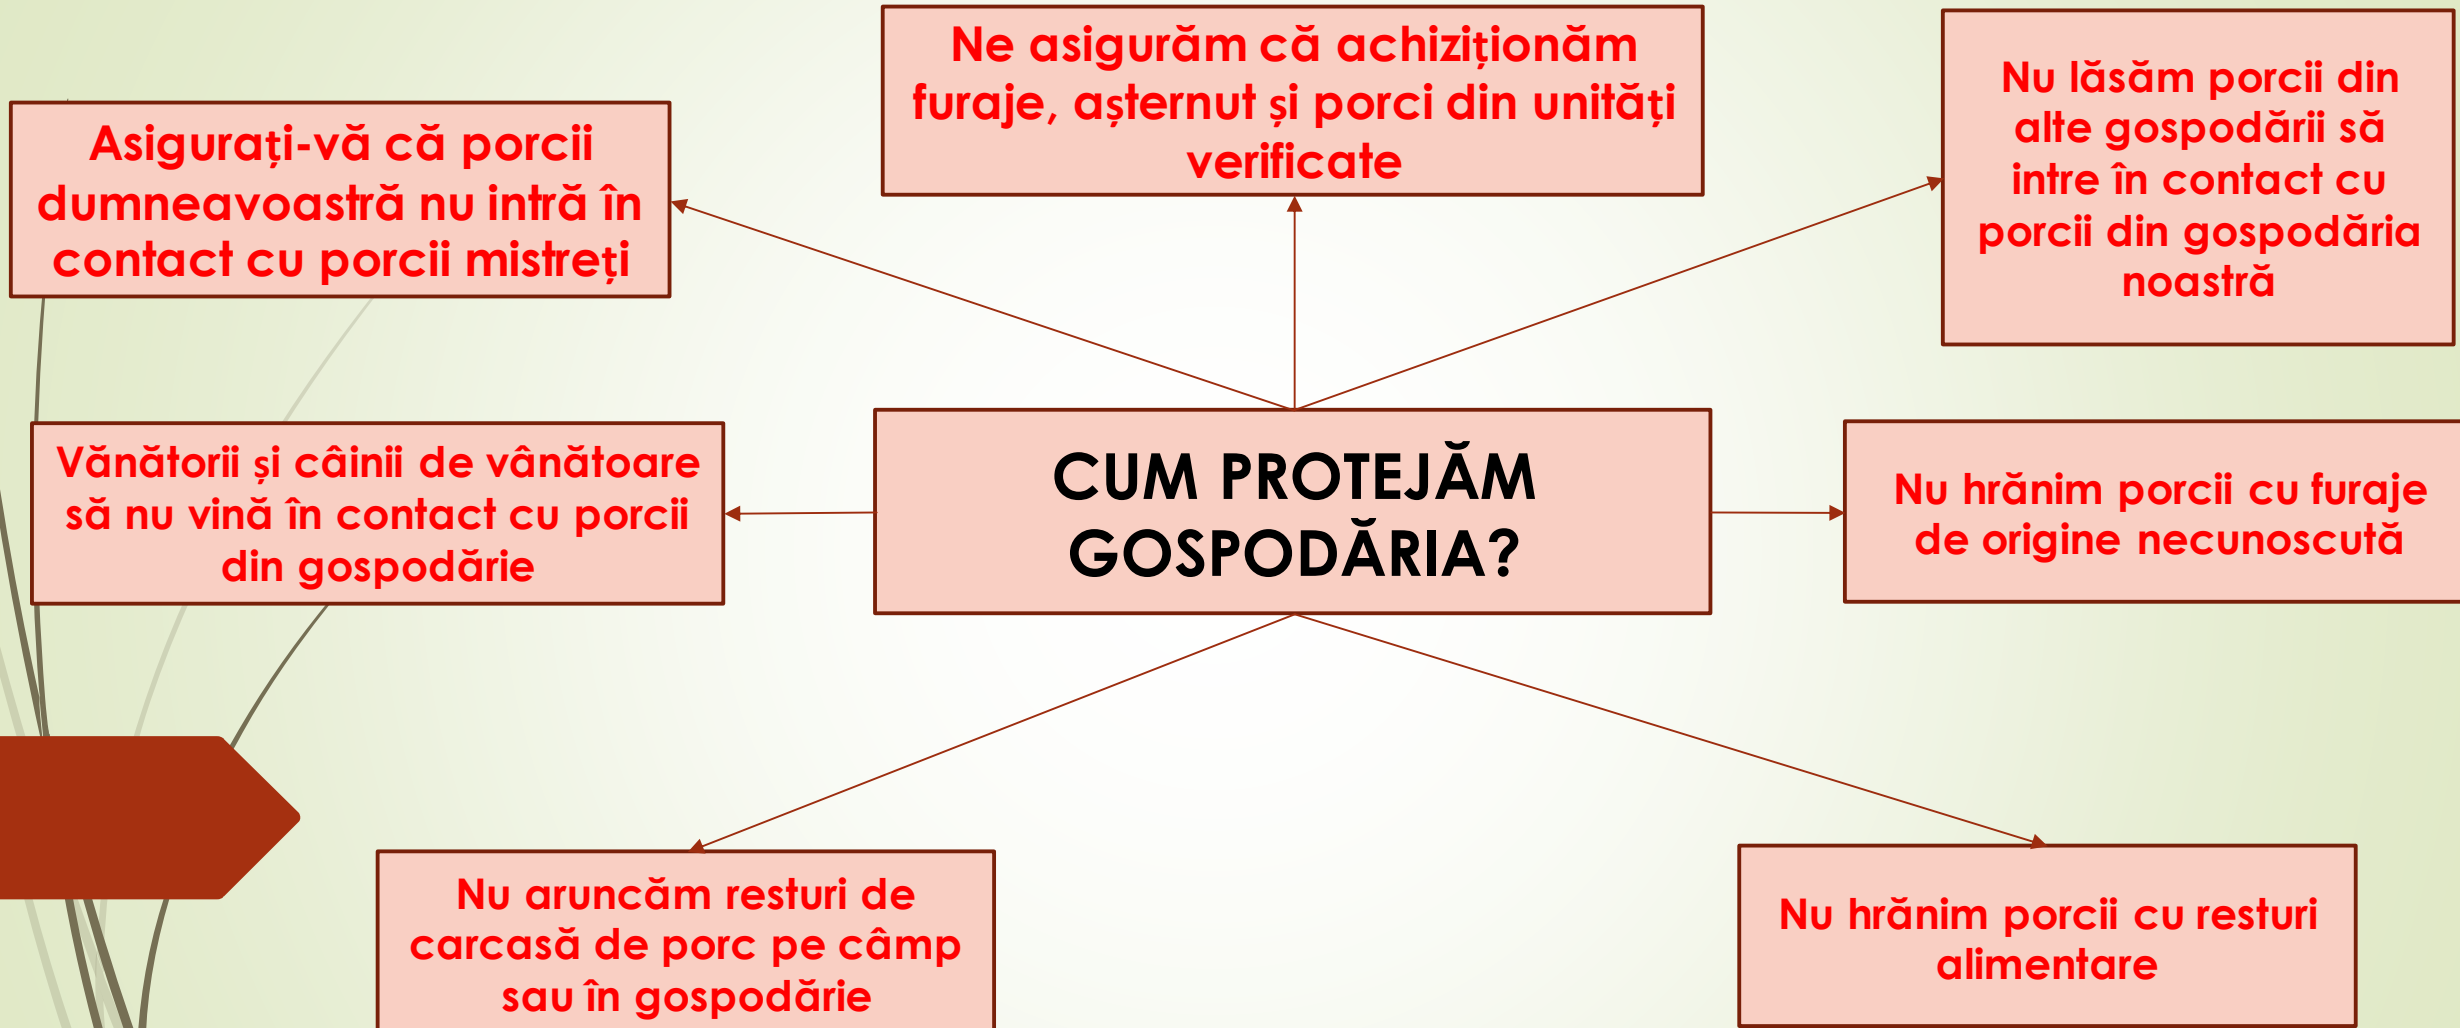 Ne asigurăm că achiziționăm
furaje, așternut și porci din unități
verificate
Nu lăsăm porcii din
alte gospodării să
intre în contact cu
porcii din gospodăria
noastră
Asigurați-vă că porcii
dumneavoastră nu intră în
contact cu porcii mistreți
Vănătorii și câinii de vânătoare
să nu vină în contact cu porcii
din gospodărie
CUM PROTEJĂM
GOSPODĂRIA?
Nu hrănim porcii cu furaje
de origine necunoscută
Nu aruncăm resturi de
carcasă de porc pe câmp
sau în gospodărie
Nu hrănim porcii cu resturi
alimentare